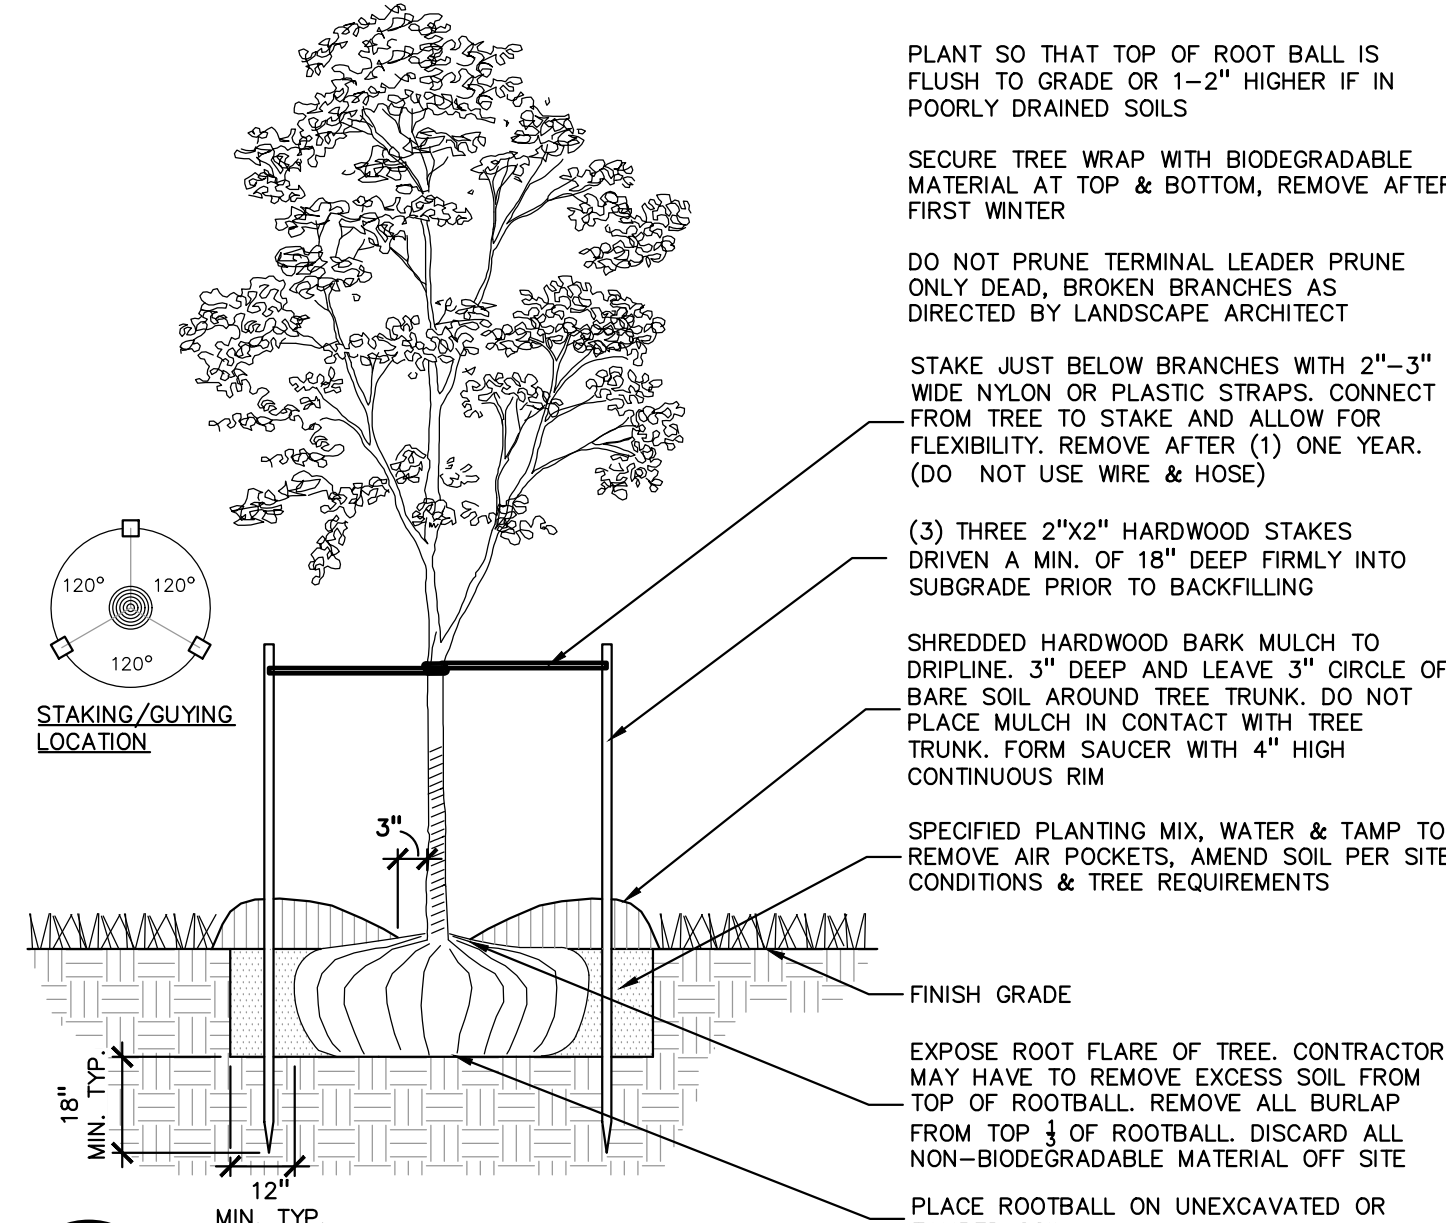 PLANT SO THAT TOP OF ROOT BALL IS
FLUSH TO GRADE OR 1-2" HIGHER IF IN
POORLY DRAINED SOILS
SECURE TREE WRAP WITH BIODEGRADABLE
MATERIAL AT TOP & BOTTOM, REMOVE AFTER
FIRST WINTER
DO NOT PRUNE TERMINAL LEADER PRUNE
ONLY DEAD, BROKEN BRANCHES AS
DIRECTED BY LANDSCAPE ARCHITECT
STAKE JUST BELOW BRANCHES WITH 2"-3"
WIDE NYLON OR PLASTIC STRAPS. CONNECT
FROM TREE TO STAKE AND ALLOW FOR
FLEXIBILITY. REMOVE AFTER (1) ONE YEAR.
(DO NOT USE WIRE & HOSE)
(3) THREE 2"X2" HARDWOOD STAKES
DRIVEN A MIN. OF 18" DEEP FIRMLY INTO
SUBGRADE PRIOR TO BACKFILLING
SHREDDED HARDWOOD BARK MULCH TO
DRIPLINE. 3" DEEP AND LEAVE 3" CIRCLE OF
BARE SOIL AROUND TREE TRUNK. DO NOT
PLACE MULCH IN CONTACT WITH TREE
TRUNK. FORM SAUCER WITH 4" HIGH
CONTINUOUS RIM
SPECIFIED PLANTING MIX, WATER & TAMP TO
REMOVE AIR POCKETS, AMEND SOIL PER SITE
CONDITIONS & TREE REQUIREMENTS
FINISH GRADE
EXPOSE ROOT FLARE OF TREE. CONTRACTOR
MAY HAVE TO REMOVE EXCESS SOIL FROM
TOP OF ROOTBALL. REMOVE ALL BURLAP
FROM TOP 1/3 OF ROOTBALL. DISCARD ALL
NON-BIODEGRADABLE MATERIAL OFF SITE
PLACE ROOTBALL ON UNEXCAVATED OR
120° 120°
120°
STAKING/GUYING
LOCATION
3"
18"
MIN. TYP.
12"
MIN. TYP.